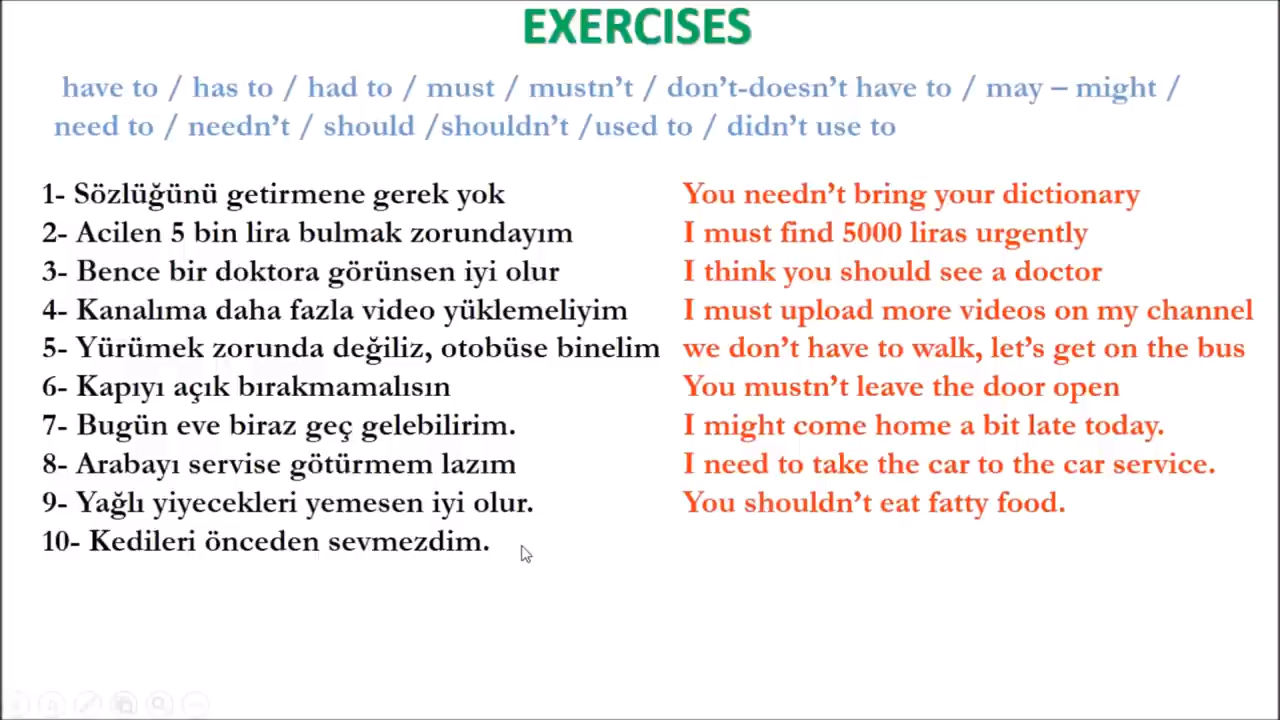 EXERCISES
have to / has to / had to / must / mustn't / don't-doesn't have to / may – might /
need to / needn't / should /shouldn't /used to / didn't use to
1- Sözlüğünü getirmene gerek yok You needn't bring your dictionary
2- Acilen 5 bin lira bulmak zorundayım I must find 5000 liras urgently
3- Bence bir doktora görünsen iyi olur I think you should see a doctor
4- Kanalıma daha fazla video yüklemeliyim I must upload more videos on my channel
5- Yürümek zorunda değiliz, otobüse binelim we don't have to walk, let's get on the bus
6- Kapıyı açık bırakmamalısın You mustn't leave the door open
7- Bugün eve biraz geç gelebilirim. I might come home a bit late today.
8- Arabayı servise götürmem lazım I need to take the car to the car service.
9- Yağlı yiyecekleri yemesen iyi olur. You shouldn't eat fatty food.
10- Kedileri önceden sevmezdim.